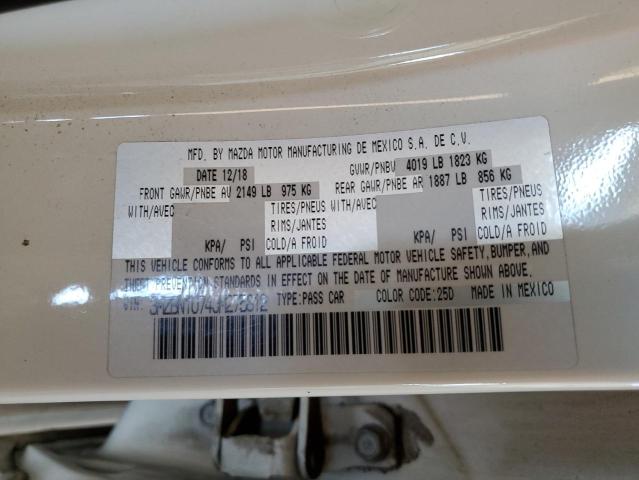 MFD. BY MAZDA MOTOR MANUFACTURING DE MEXICO S.A. DE C.V.
DATE 12/18 GVWR/PNBV 4019 LB 1823 KG
FRONT GAWR/PNBE AV 2149 LB 975 KG REAR GAWR/PNBE AR 1887 LB 856 KG
WITH/AVEC TIRES/PNEUS WITH/AVEC TIRES/PNEUS
RIMS/JANTES RIMS/JANTES
KPA/ PSI COLD/A FROID KPA/ PSI COLD/A FROID
THIS VEHICLE CONFORMS TO ALL APPLICABLE FEDERAL MOTOR VEHICLE SAFETY, BUMPER, AND
THEFT PREVENTION STANDARDS IN EFFECT ON THE DATE OF MANUFACTURE SHOWN ABOVE.
VIN: TYPE:PASS CAR COLOR CODE:25D MADE IN MEXICO